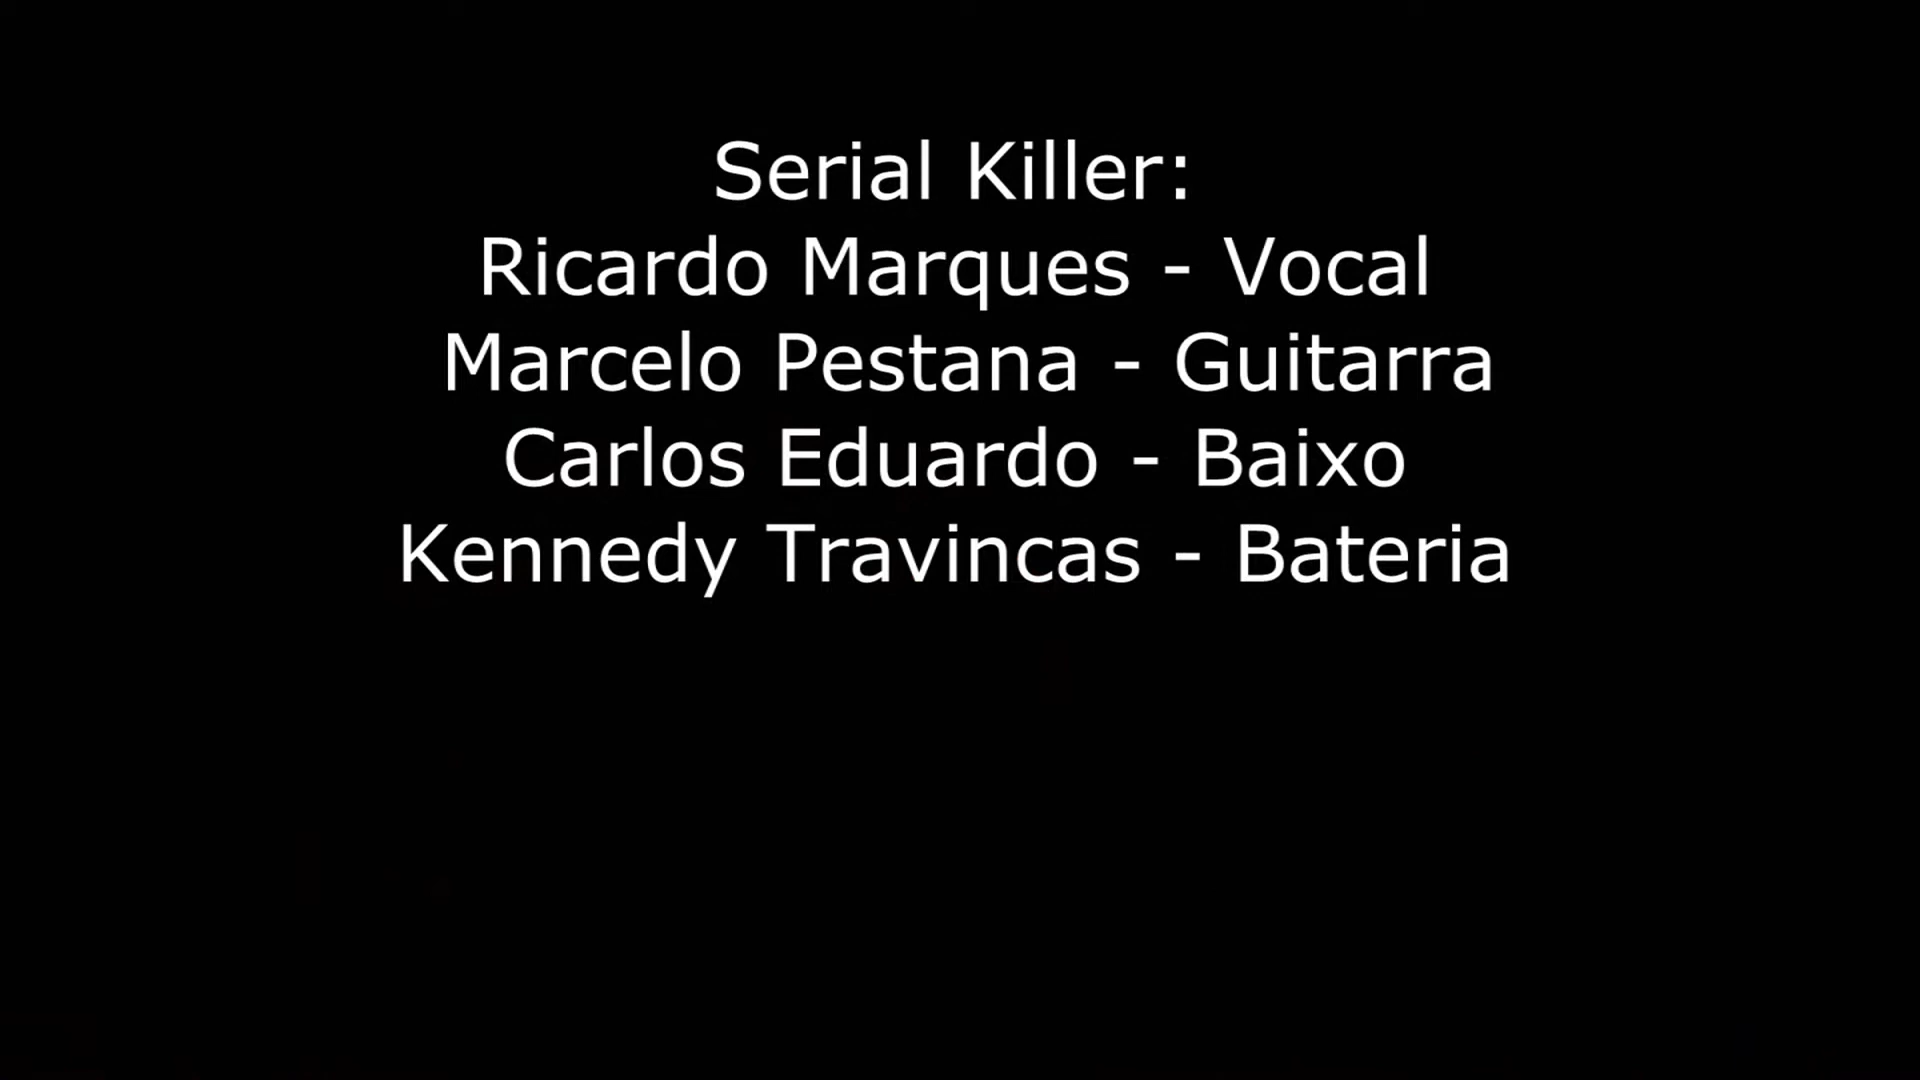 Serial Killer:
Ricardo Marques - Vocal
Marcelo Pestana - Guitarra
Carlos Eduardo - Baixo
Kennedy Travincas - Bateria